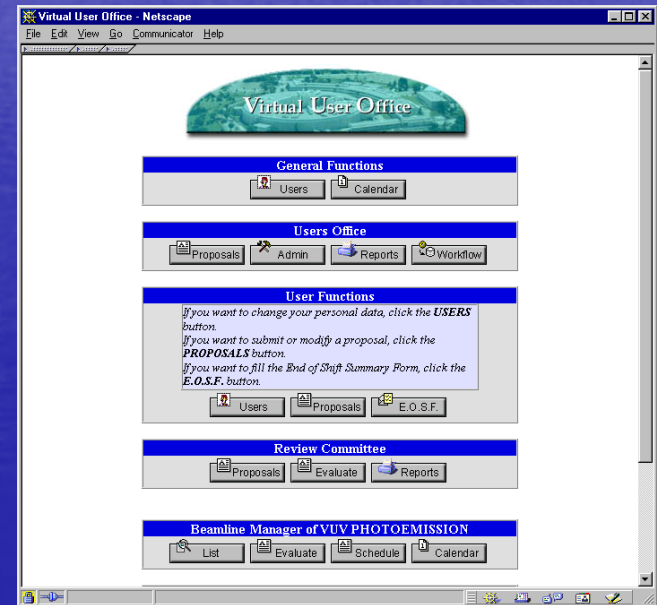 Virtual User Office - Netscape
File Edit View Go Communicator Help
Virtual User Office
General Functions
Users Calendar
Users Office
Proposals Admin Reports Workflow
User Functions
If you want to change your personal data, click the USERS
button.
If you want to submit or modify a proposal, click the
PROPOSALS button.
If you want to fill the End of Shift Summary Form, click the
E.O.S.F. button.
Users Proposals E.O.S.F.
Review Committee
Proposals Evaluate Reports
Beamline Manager of VUV PHOTOEMISSION
List Evaluate Schedule Calendar